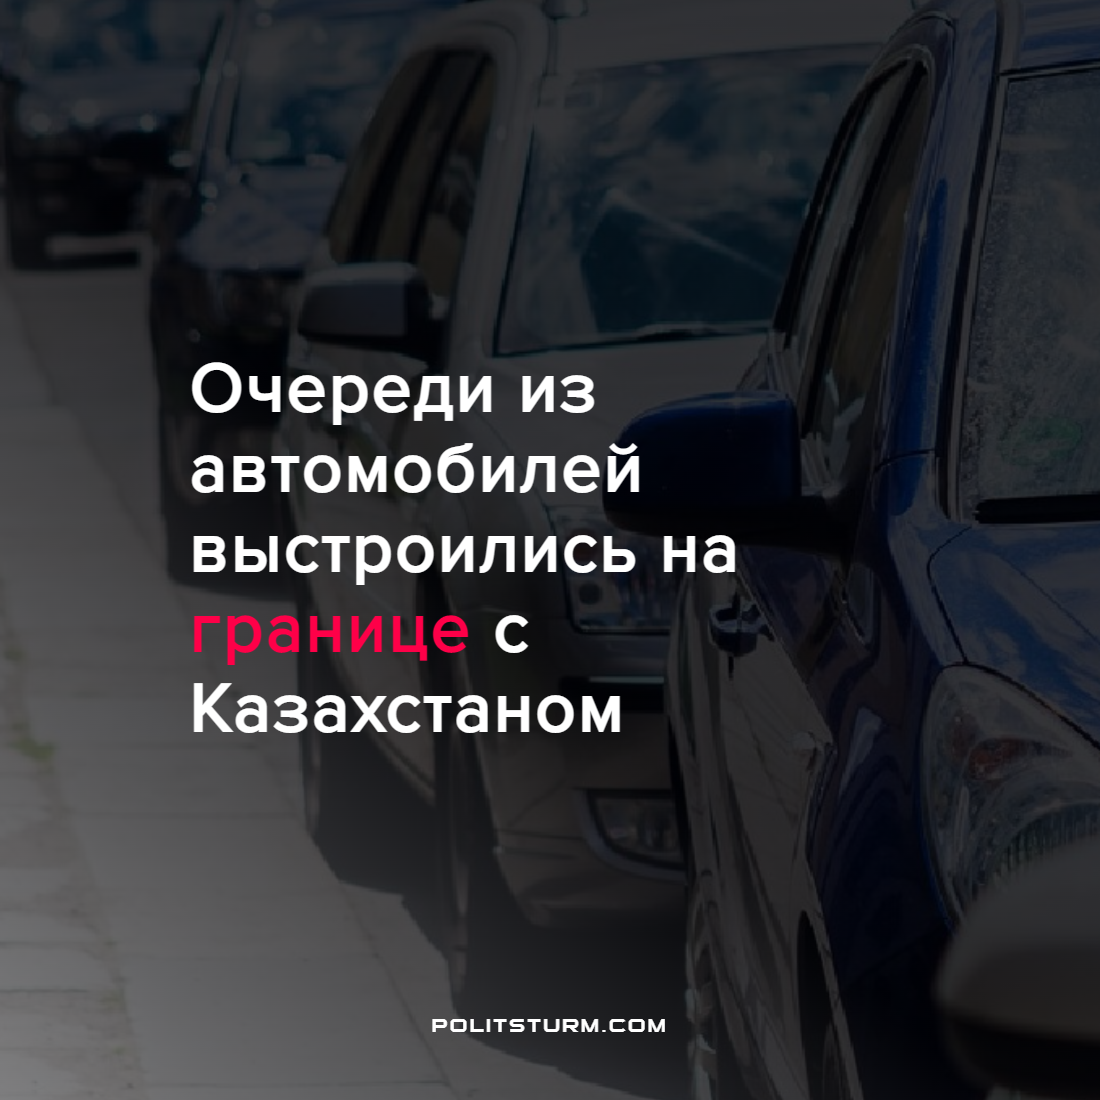 Очереди из
автомобилей
выстроились на
границе с
Казахстаном
POLITSTURM.COM